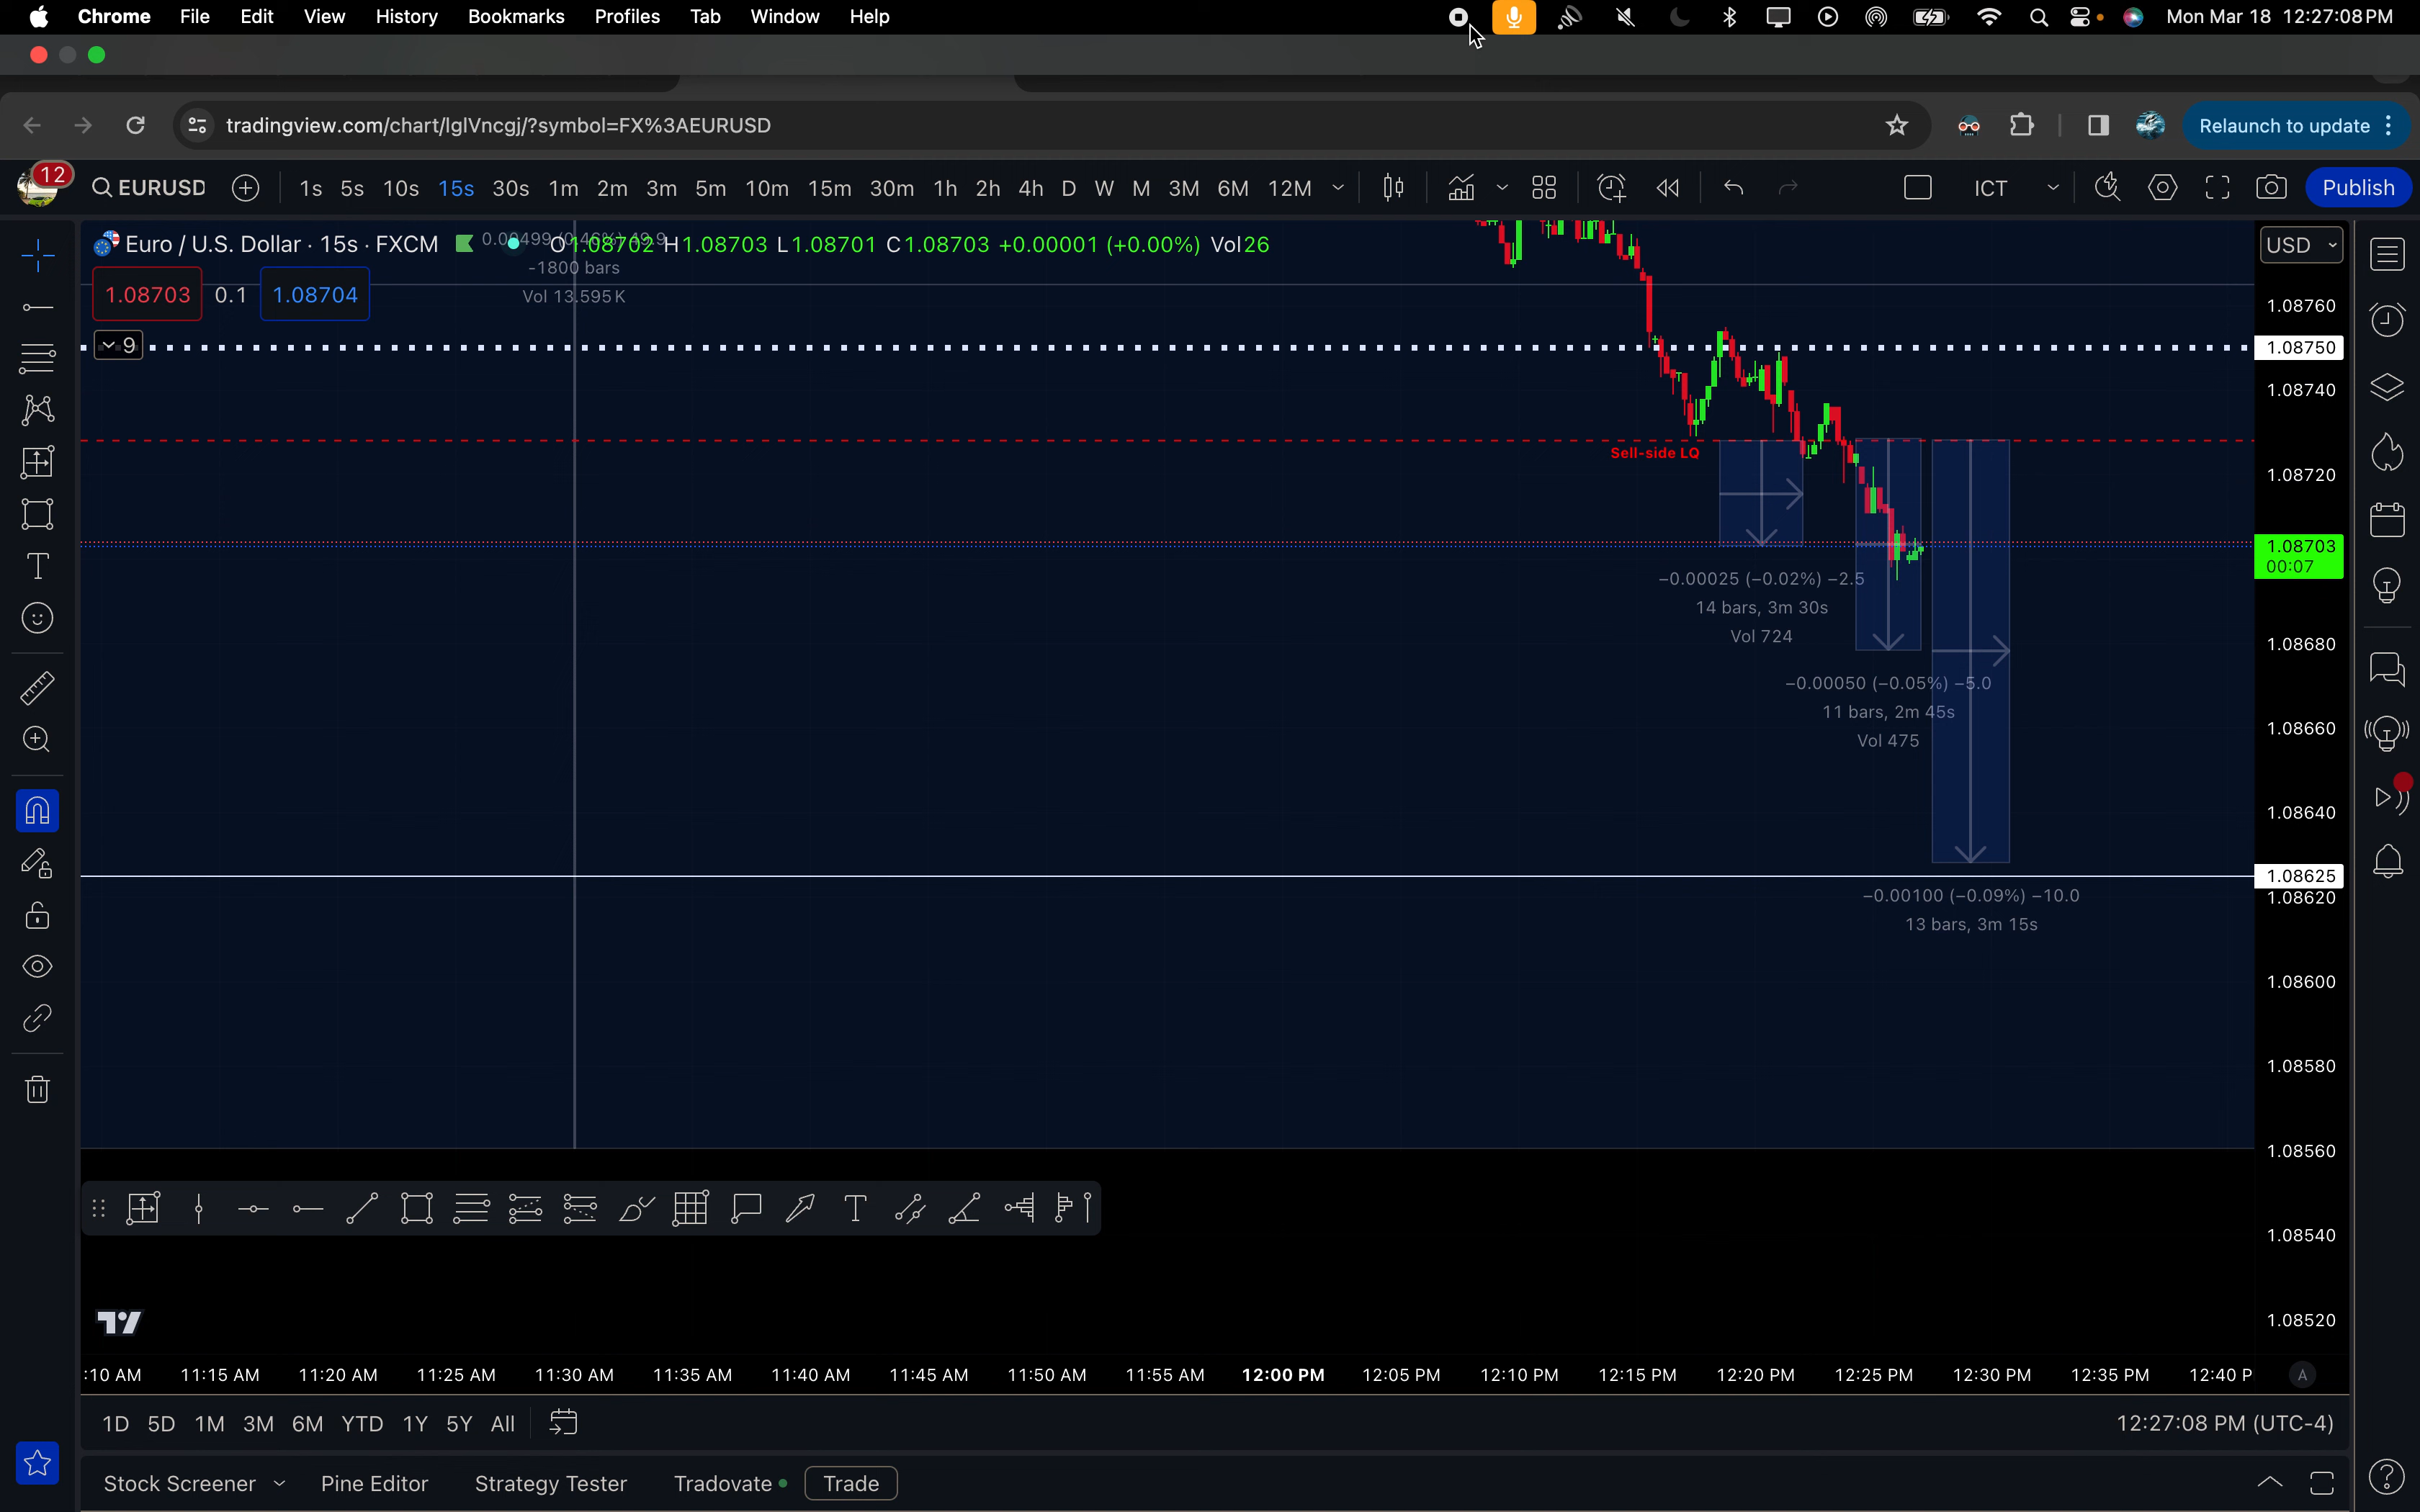 Chrome File Edit View History Bookmarks Profiles Tab Window Help Mon Mar 18 12:27:08 PM
tradingview.com/chart/lglVncgj/?symbol=FX%3AEURUSD Relaunch to update
12 EURUSD 1s 5s 10s 15s 30s 1m 2m 3m 5m 10m 15m 30m 1h 2h 4h D W M 3M 6M 12M ICT Publish
Euro / U.S. Dollar · 15s · FXCM O1.08702 H1.08703 L1.08701 C1.08703 +0.00001 (+0.00%) Vol26
USD
-1800 bars
Vol 13.595K
1.08703 0.1 1.08704
9
1.08760
1.08750
1.08740
Sell-side LQ
1.08720
1.08703
00:07
−0.00025 (−0.02%) −2.5
14 bars, 3m 30s
Vol 724
1.08680
−0.00050 (−0.05%) −5.0
11 bars, 2m 45s
Vol 475
1.08660
1.08640
1.08625
1.08620
−0.00100 (−0.09%) −10.0
13 bars, 3m 15s
1.08600
1.08580
1.08560
1.08540
1.08520
:10 AM 11:15 AM 11:20 AM 11:25 AM 11:30 AM 11:35 AM 11:40 AM 11:45 AM 11:50 AM 11:55 AM 12:00 PM 12:05 PM 12:10 PM 12:15 PM 12:20 PM 12:25 PM 12:30 PM 12:35 PM 12:40 P A
1D 5D 1M 3M 6M YTD 1Y 5Y All 12:27:08 PM (UTC-4)
Stock Screener Pine Editor Strategy Tester Tradovate Trade